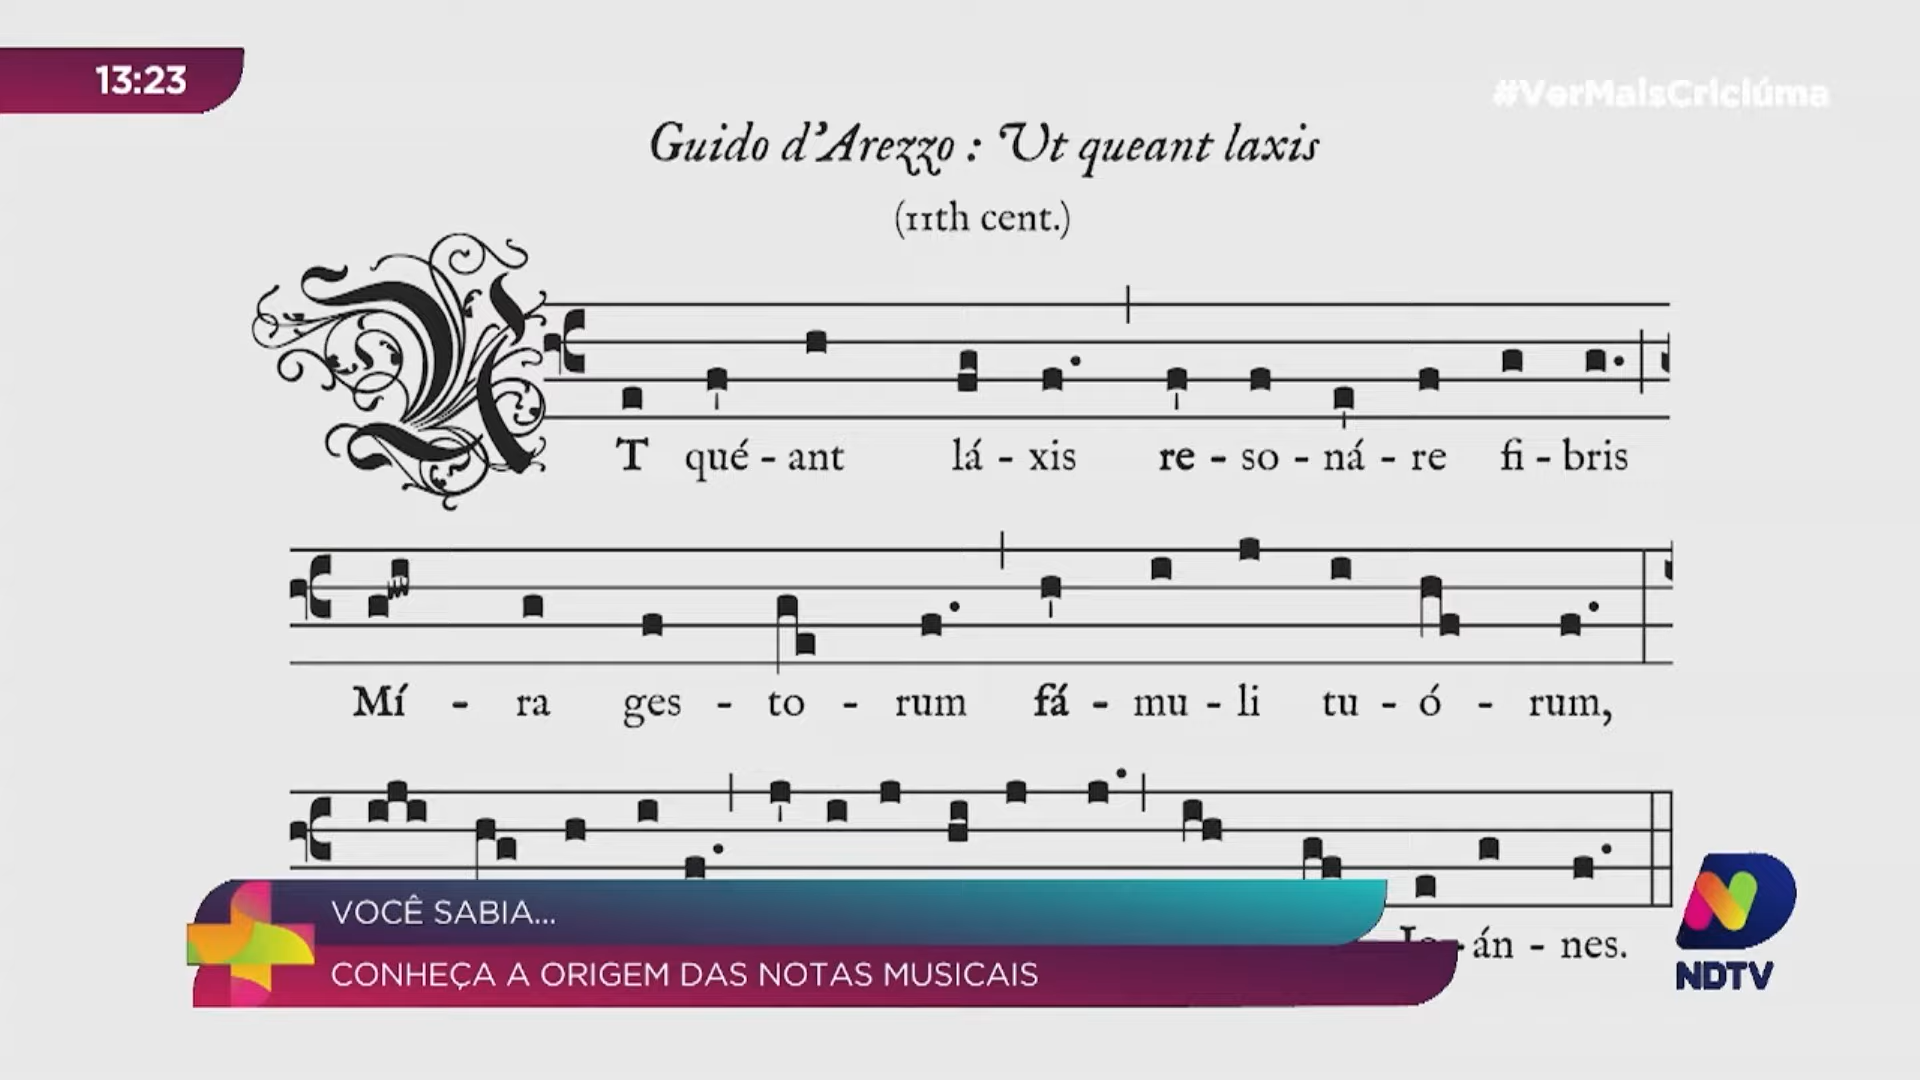 13:23
#VerMaisCriciúma
Guido d'Arezzo : Ut queant laxis
(11th cent.)
UT qué - ant lá - xis re - so - ná - re fi - bris
Mí - ra ges - to - rum fá - mu - li tu - ó - rum,
VOCÊ SABIA...
- án - nes.
CONHEÇA A ORIGEM DAS NOTAS MUSICAIS
NDTV